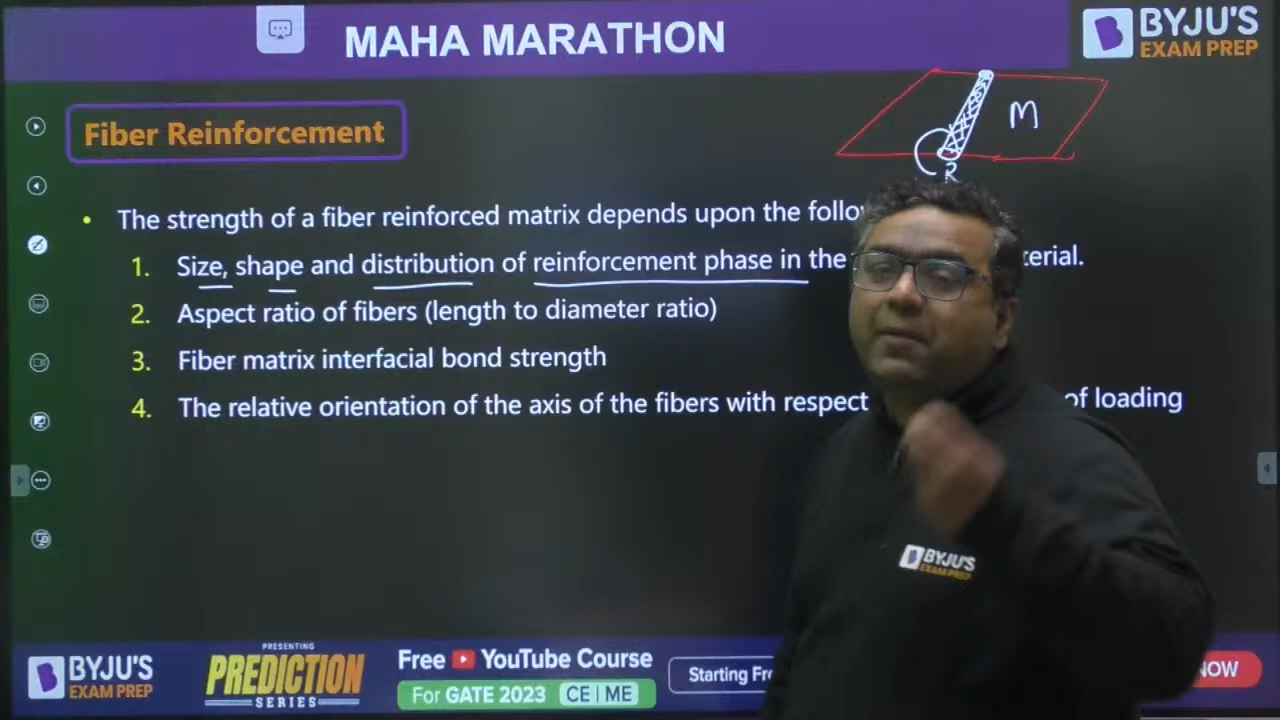 MAHA MARATHON
BYJU'S
EXAM PREP
Fiber Reinforcement
M
R
• The strength of a fiber reinforced matrix depends upon the
1. Size, shape and distribution of reinforcement phase in the
2. Aspect ratio of fibers (length to diameter ratio)
3. Fiber matrix interfacial bond strength
4. The relative orientation of the axis of the fibers with respect of loading
BYJU'S
EXAM PREP
BYJU'S
EXAM PREP
PRESENTING
PREDICTION
SERIES
Free YouTube Course
For GATE 2023 CE | ME
Starting
NOW